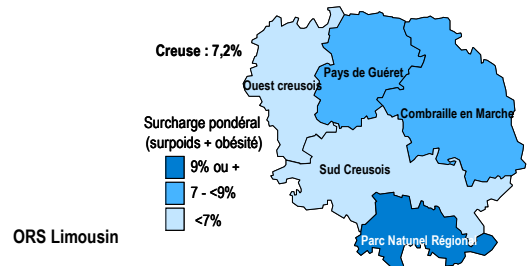 Creuse : 7,2%
Pays de Guéret
Ouest creusois
Combraille en Marche
Surcharge pondéral
(surpoids + obésité)
9% ou +
7 - <9%
<7%
Sud Creusois
Parc Natunel Régional
ORS Limousin